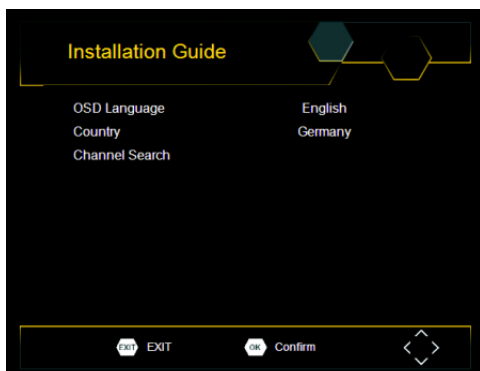 Installation Guide
OSD Language English
Country Germany
Channel Search
EXIT EXIT OK Confirm